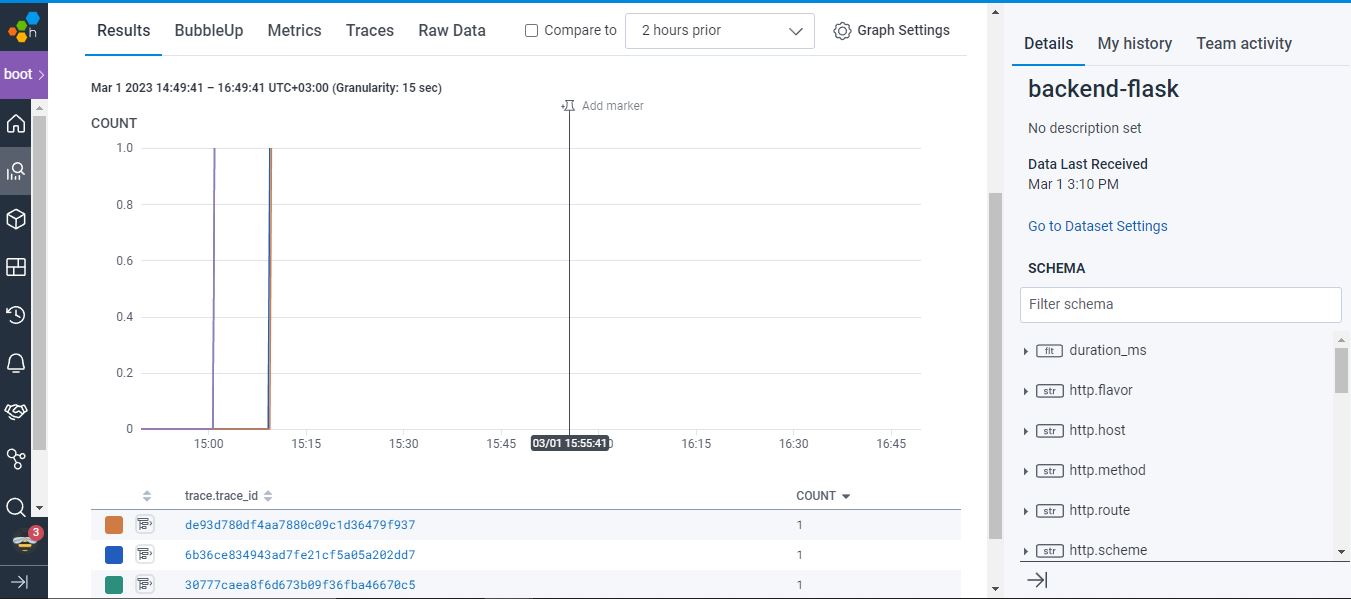 h
Results BubbleUp Metrics Traces Raw Data Compare to 2 hours prior Graph Settings
boot
Mar 1 2023 14:49:41 – 16:49:41 UTC+03:00 (Granularity: 15 sec)
Add marker
COUNT
1.0
0.8
0.6
0.4
0.2
0
15:00 15:15 15:30 15:45 03/01 15:55:41 16:15 16:30 16:45
trace.trace_id COUNT
de93d780df4aa7880c09c1d36479f937 1
6b36ce834943ad7fe21cf5a05a202dd7 1
30777caea8f6d673b09f36fba46670c5 1
3
Details My history Team activity
backend-flask
No description set
Data Last Received
Mar 1 3:10 PM
Go to Dataset Settings
SCHEMA
Filter schema
flt duration_ms
str http.flavor
str http.host
str http.method
str http.route
str http.scheme